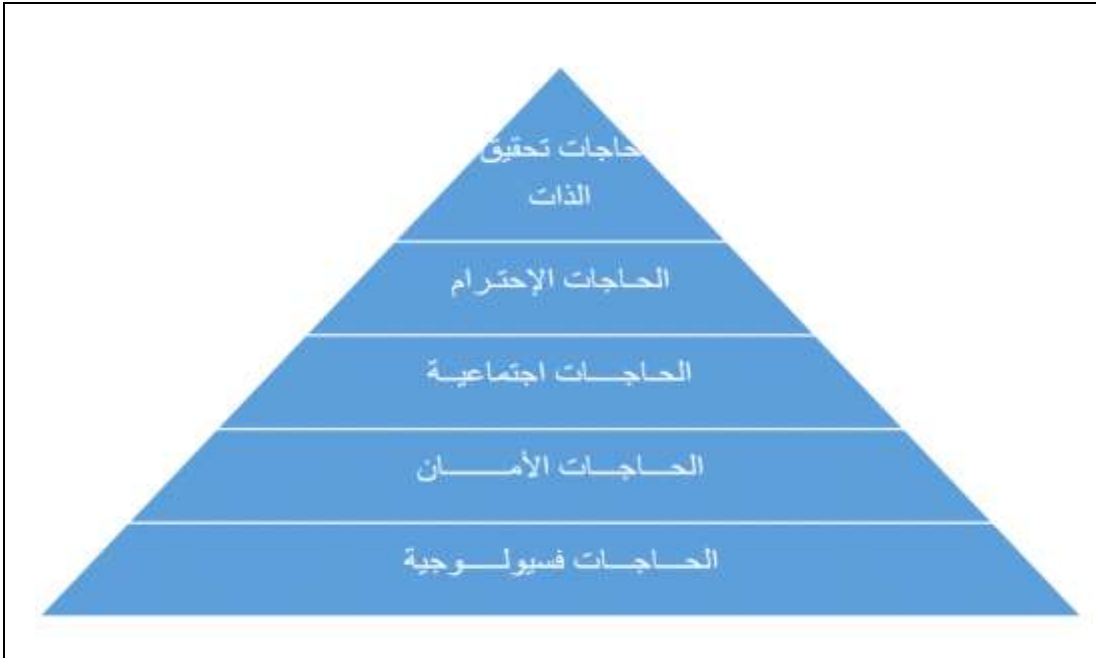 حاجات تحقيق
الذات
الحاجات الإحترام
الحاجات اجتماعية
الحاجات الأمان
الحاجات فسيولوجية